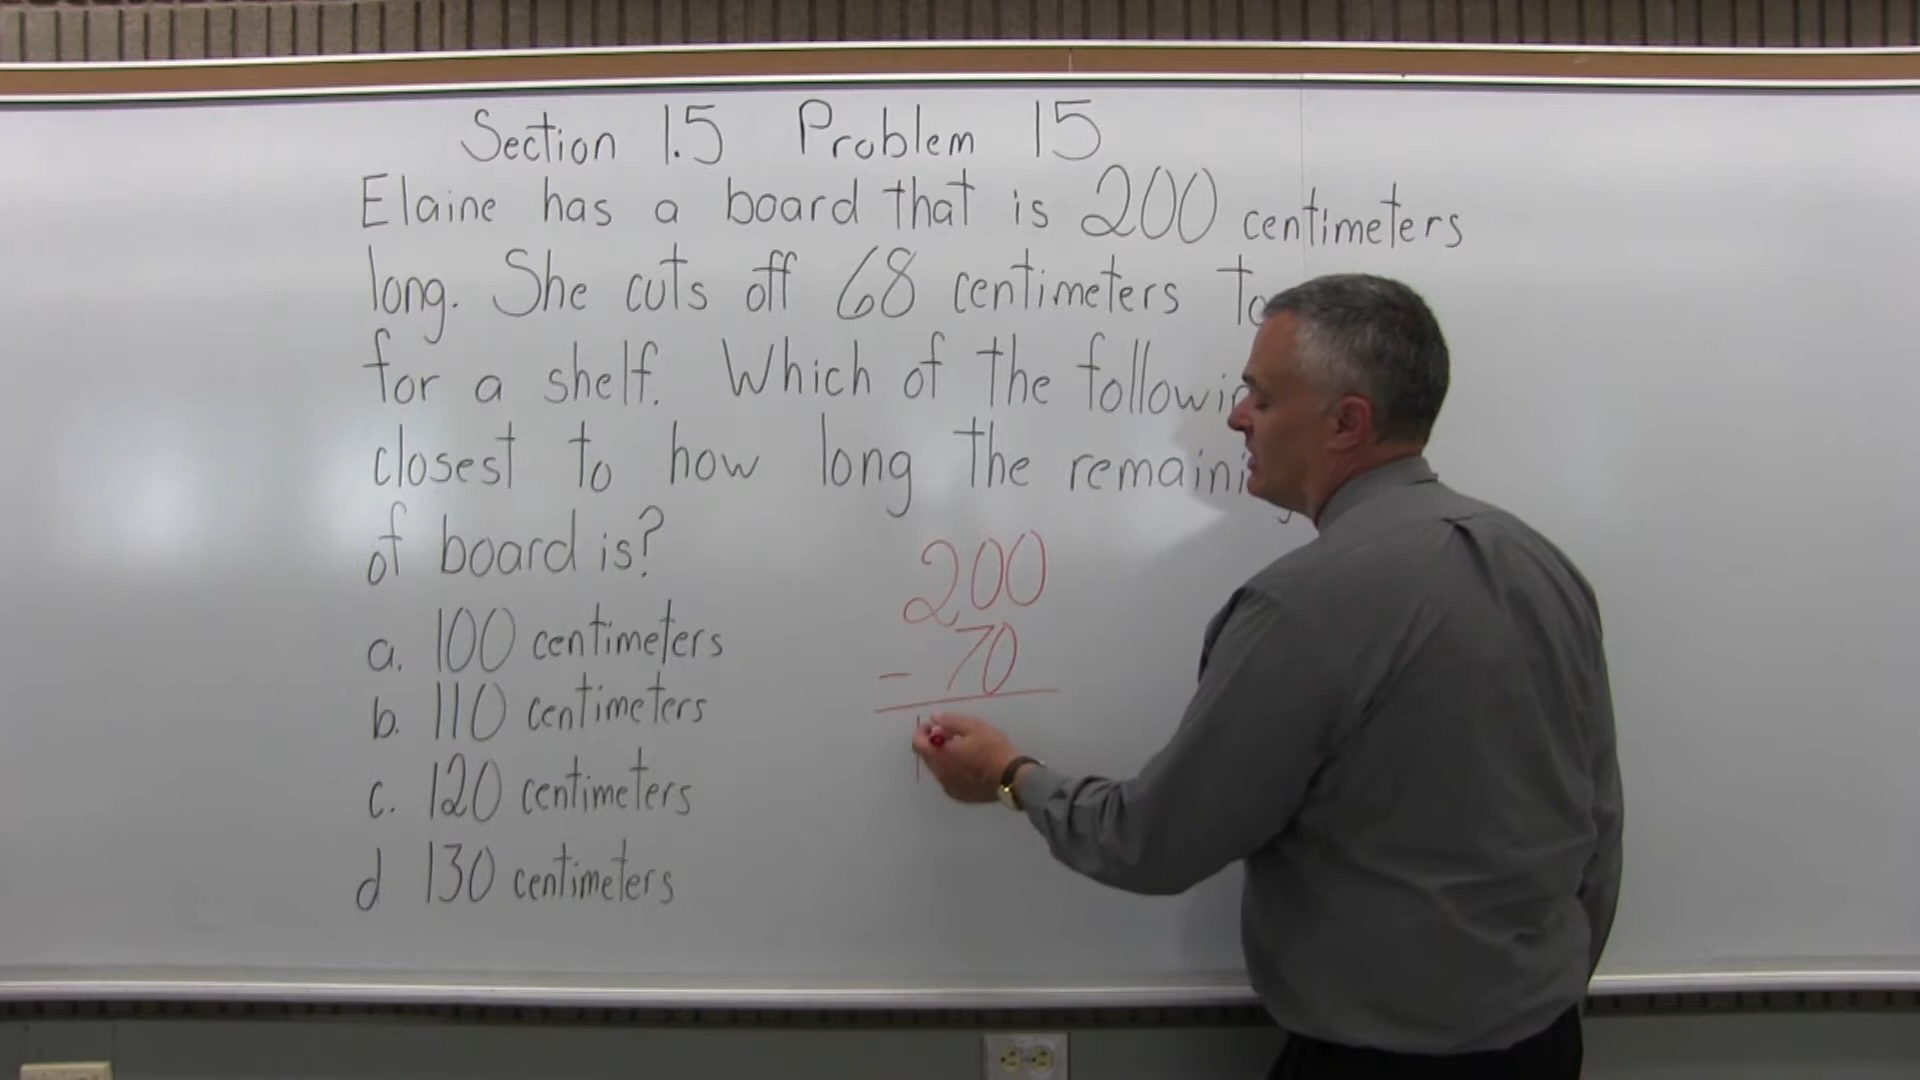 Section 1.5 Problem 15
Elaine has a board that is 200 centimeters
long. She cuts off 68 centimeters to
for a shelf. Which of the
closest to how long the
of board is?
a. 100 centimeters
b. 110 centimeters
c. 120 centimeters
d 130 centimeters
200
- 70
1